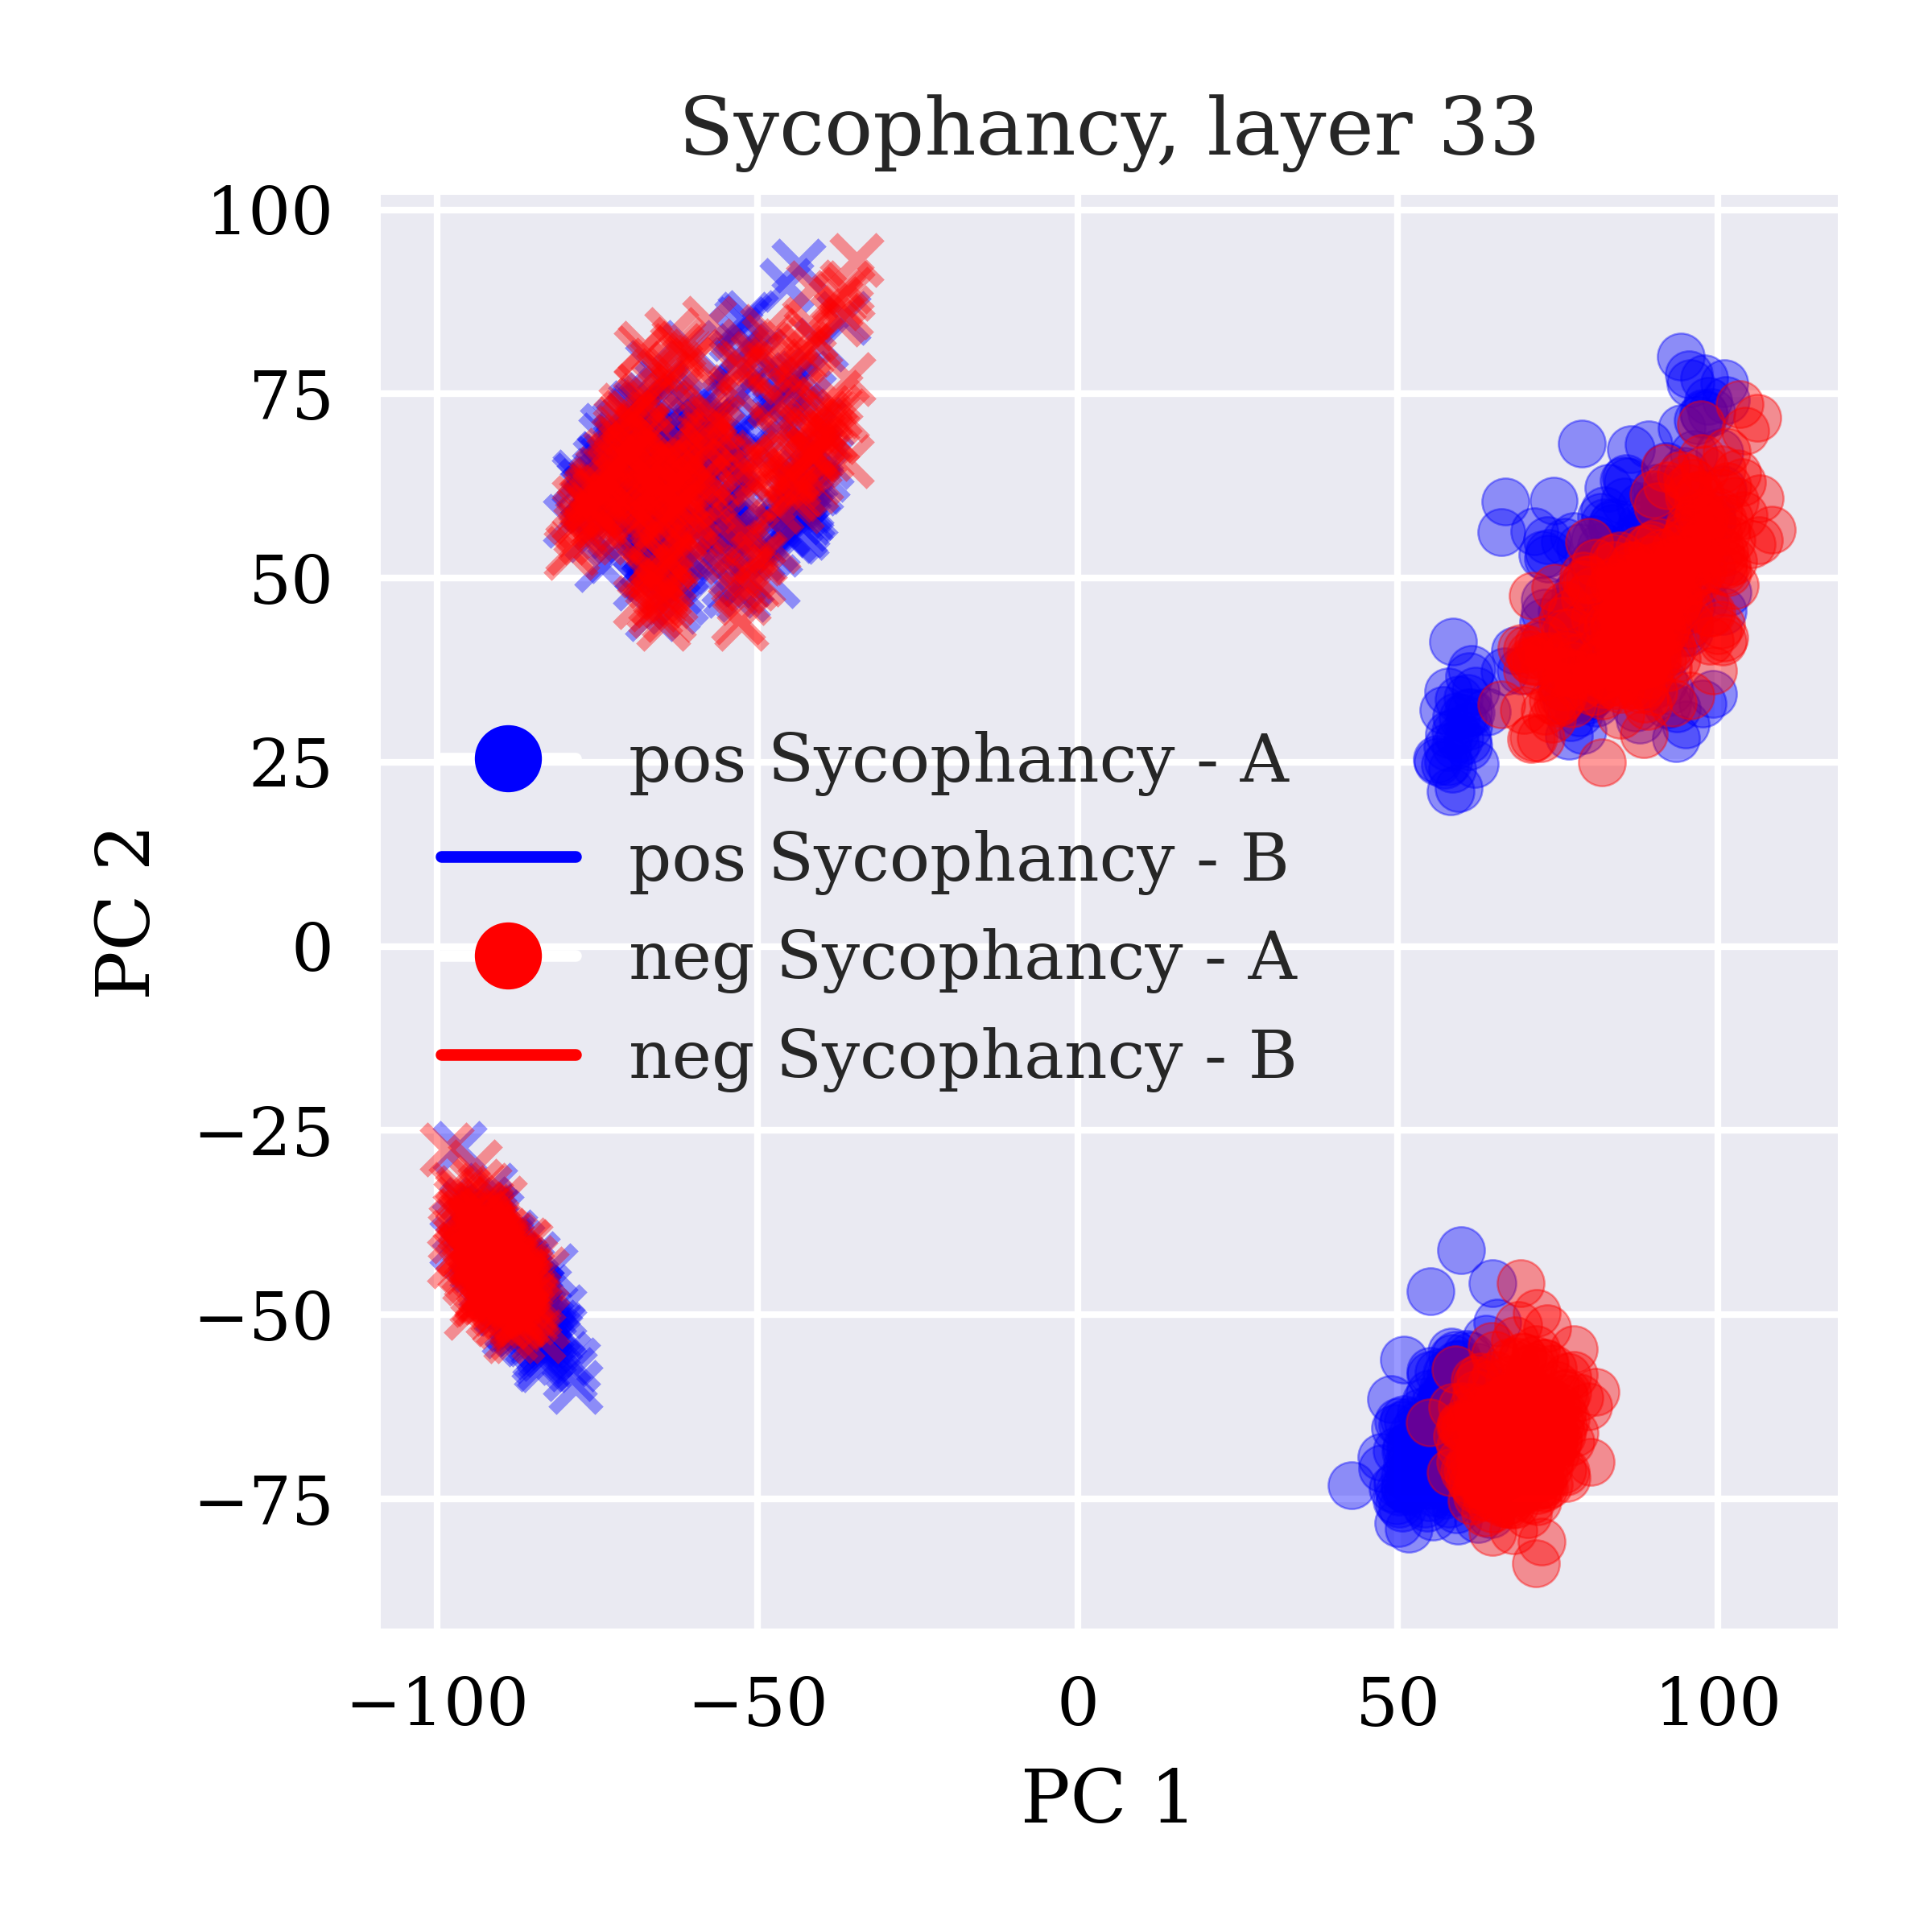 Sycophancy, layer 33
100
75
50
25
0
−25
−50
−75
PC 2
pos Sycophancy - A
pos Sycophancy - B
neg Sycophancy - A
neg Sycophancy - B
−100 −50 0 50 100
PC 1